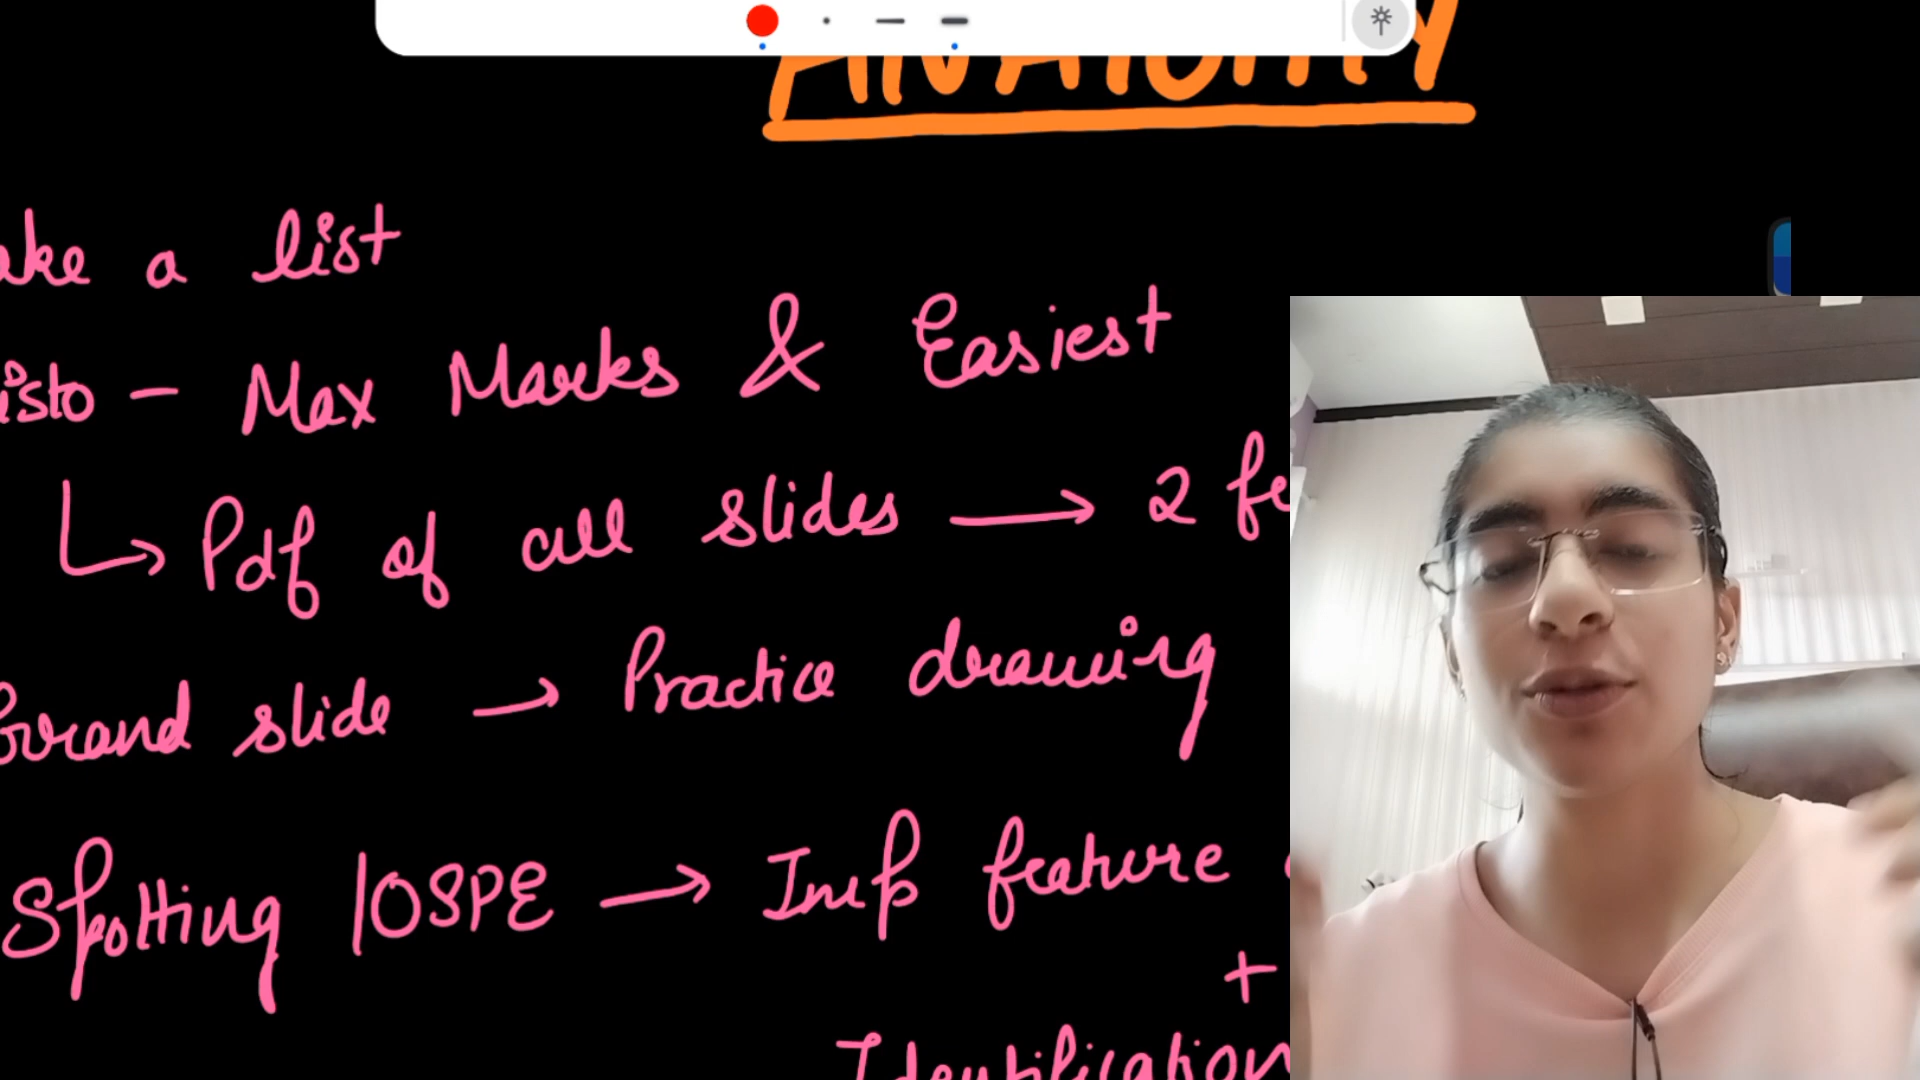 ANATOMY
ake a list
isto - Max Marks & Easiest
↳ Pdf of all slides → 2 fe
Grand slide → Practice drawing
Spotting /OSPE → Imp feature
+
Identification